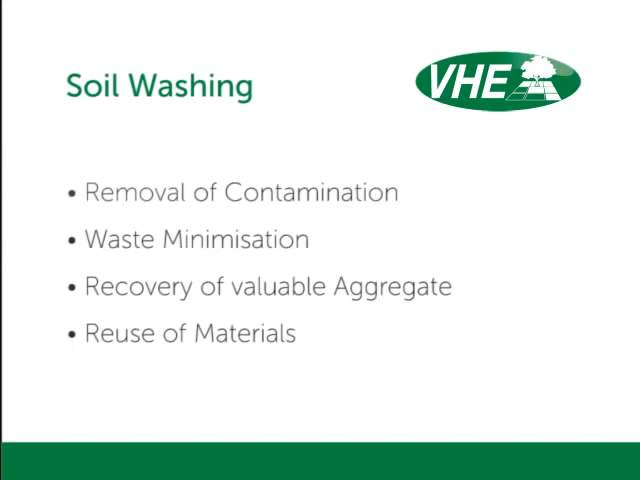 Soil Washing
VHE
• Removal of Contamination
• Waste Minimisation
• Recovery of valuable Aggregate
• Reuse of Materials